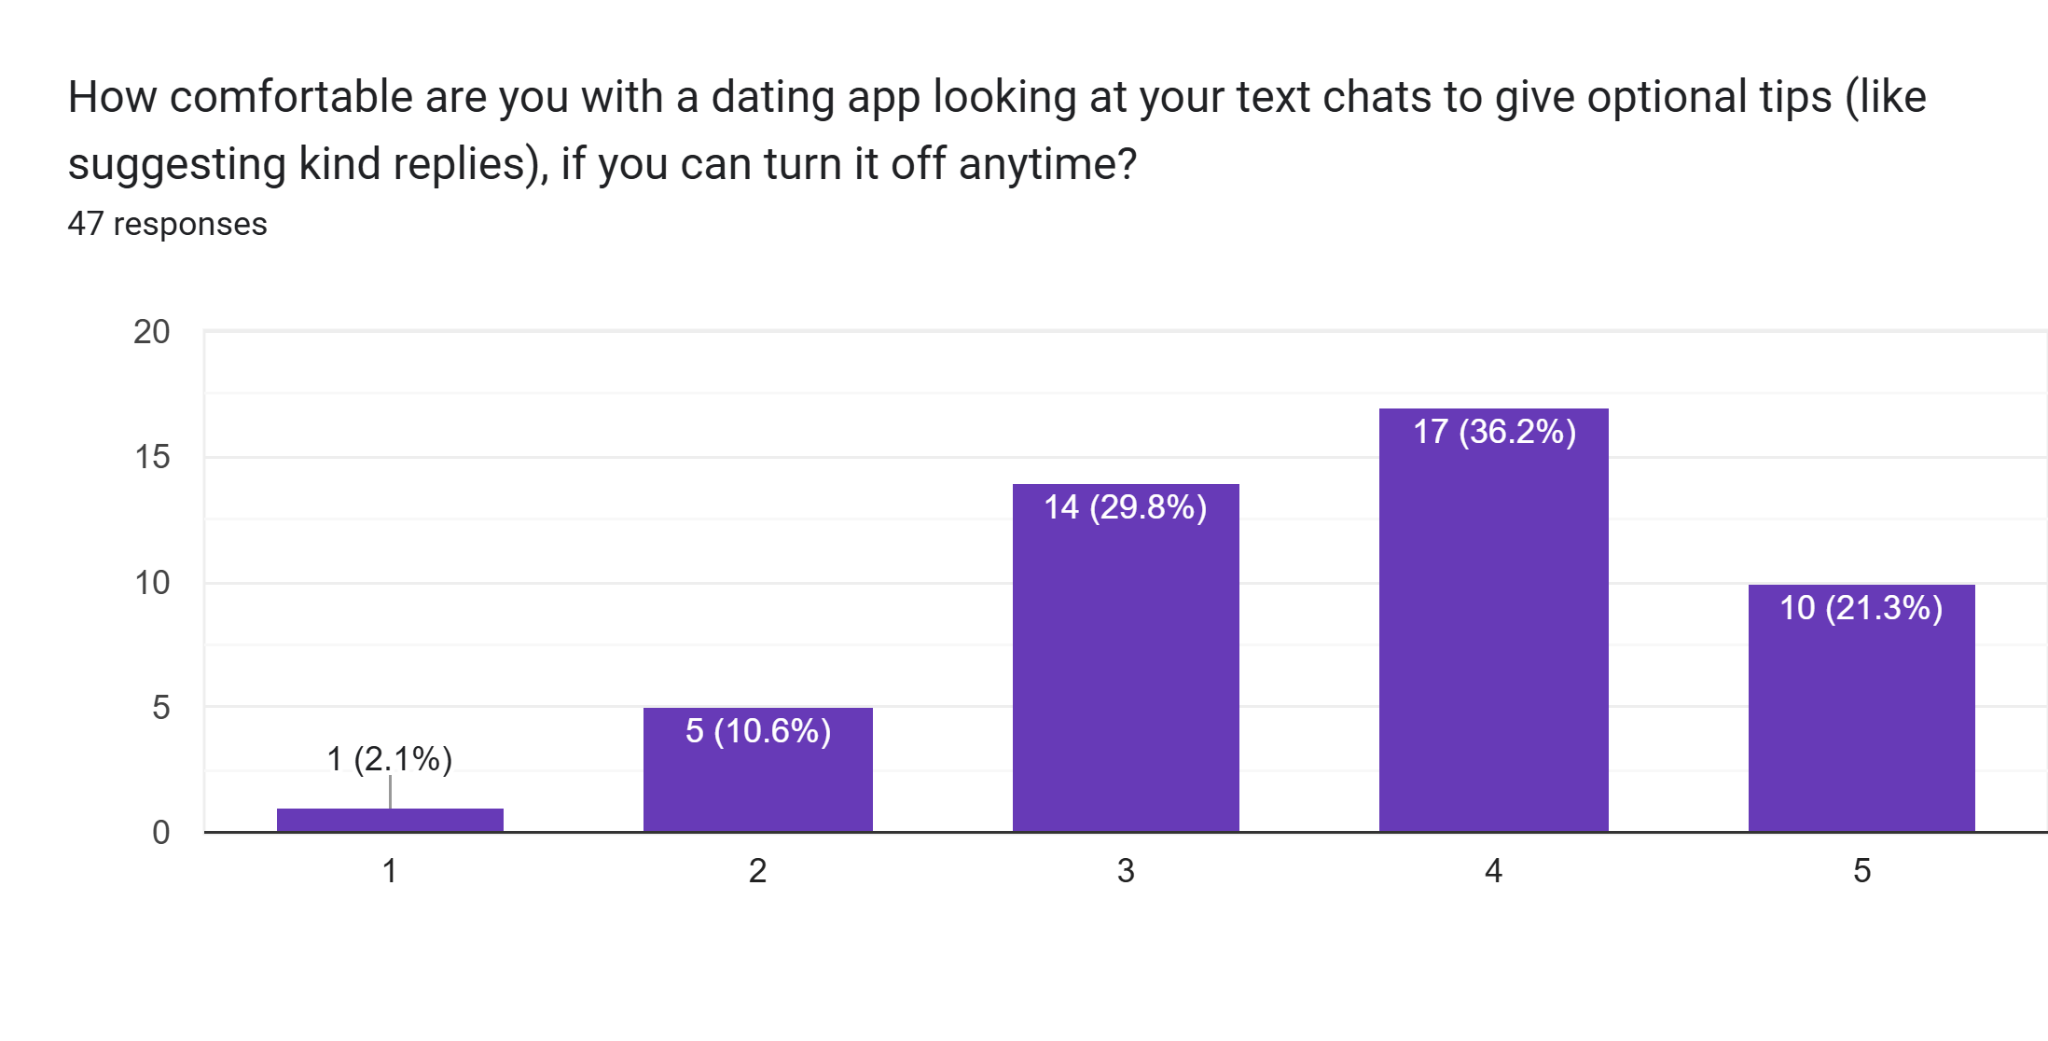 How comfortable are you with a dating app looking at your text chats to give optional tips (like
suggesting kind replies), if you can turn it off anytime?
47 responses
20
15
10
5
0
1 (2.1%)
5 (10.6%)
14 (29.8%)
17 (36.2%)
10 (21.3%)
1 2 3 4 5